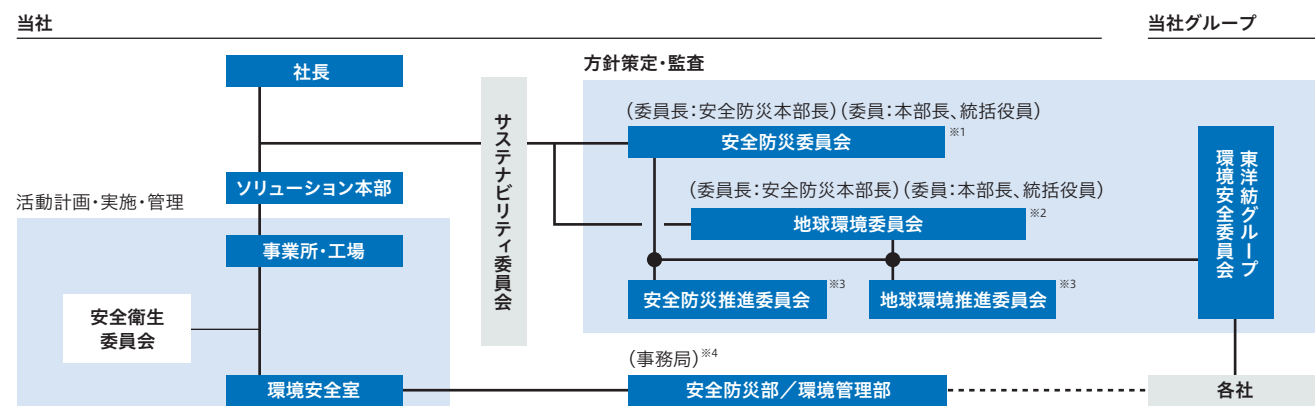 当社
当社グループ
社長
方針策定・監査
サステナビリティ委員会
(委員長:安全防災本部長)(委員:本部長、統括役員)
安全防災委員会 ※1
東洋紡グループ
環境安全委員会
ソリューション本部
(委員長:安全防災本部長)(委員:本部長、統括役員)
地球環境委員会 ※2
活動計画・実施・管理
事業所・工場
安全防災推進委員会 ※3
地球環境推進委員会 ※3
安全衛生
委員会
(事務局)※4
環境安全室
安全防災部/環境管理部
各社